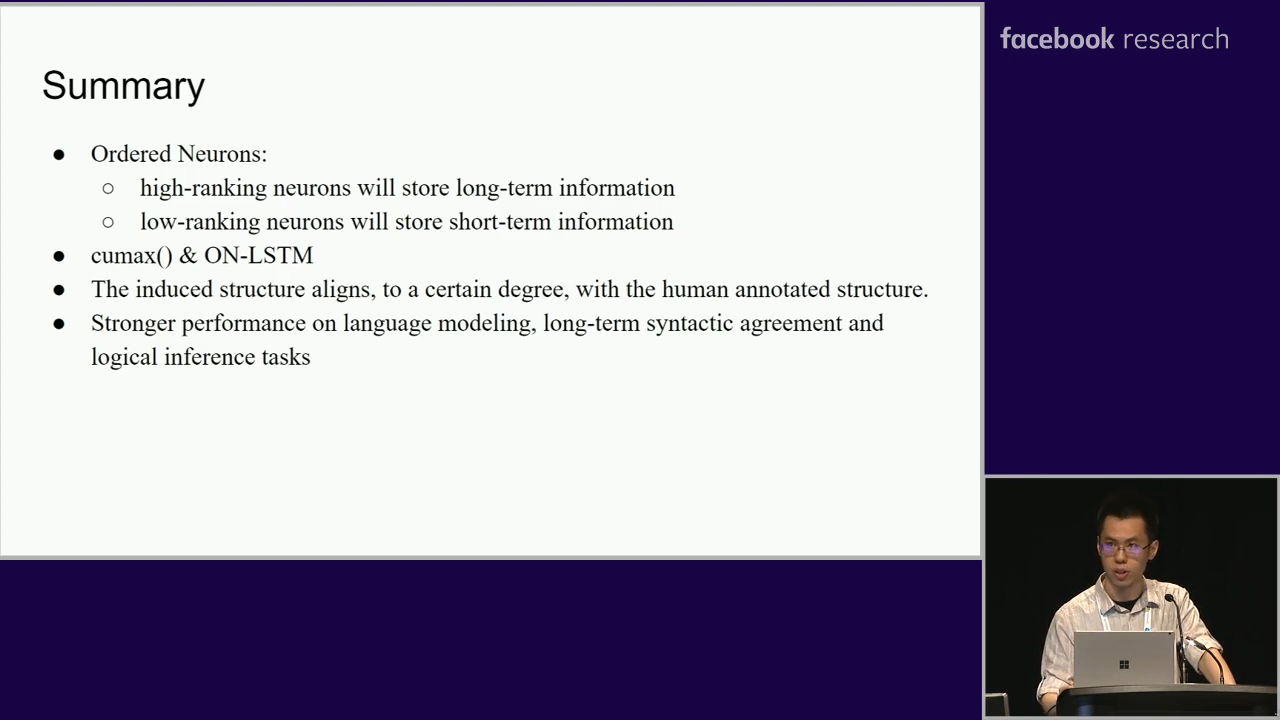 facebook research
Summary
● Ordered Neurons:
○ high-ranking neurons will store long-term information
○ low-ranking neurons will store short-term information
● cumax() & ON-LSTM
● The induced structure aligns, to a certain degree, with the human annotated structure.
● Stronger performance on language modeling, long-term syntactic agreement and
logical inference tasks